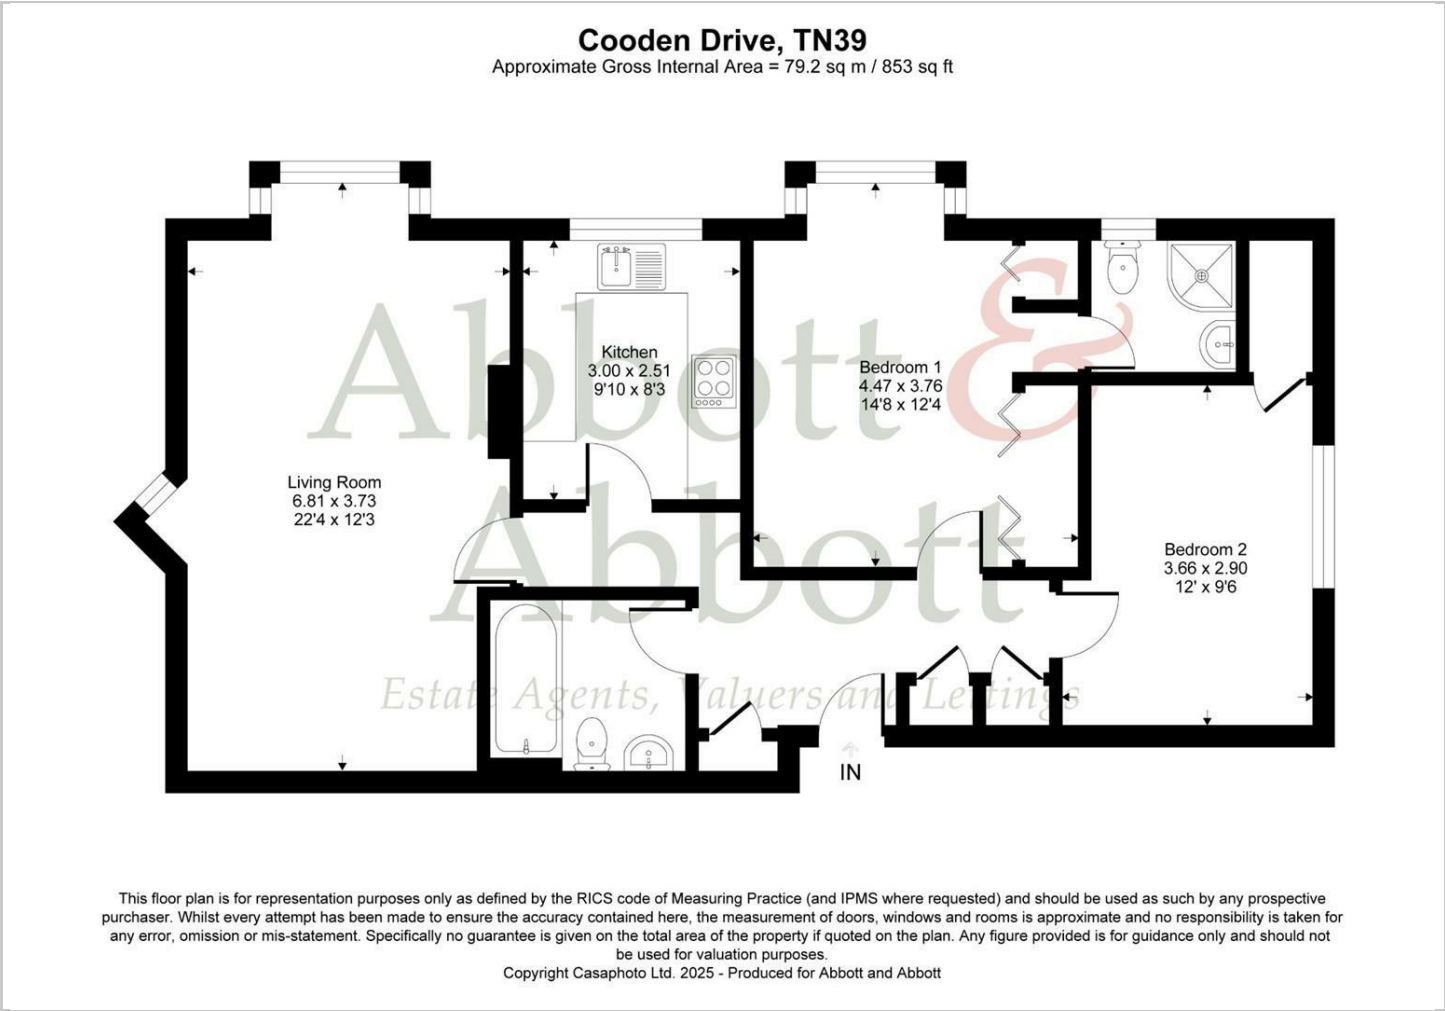 Cooden Drive, TN39
Approximate Gross Internal Area = 79.2 sq m / 853 sq ft
Abbott &
Abbott
Estate Agents, Valuers and Lettings
Kitchen
3.00 x 2.51
9'10 x 8'3
Bedroom 1
4.47 x 3.76
14'8 x 12'4
Living Room
6.81 x 3.73
22'4 x 12'3
Bedroom 2
3.66 x 2.90
12' x 9'6
IN
This floor plan is for representation purposes only as defined by the RICS code of Measuring Practice (and IPMS where requested) and should be used as such by any prospective
purchaser. Whilst every attempt has been made to ensure the accuracy contained here, the measurement of doors, windows and rooms is approximate and no responsibility is taken for
any error, omission or mis-statement. Specifically no guarantee is given on the total area of the property if quoted on the plan. Any figure provided is for guidance only and should not
be used for valuation purposes.
Copyright Casaphoto Ltd. 2025 - Produced for Abbott and Abbott